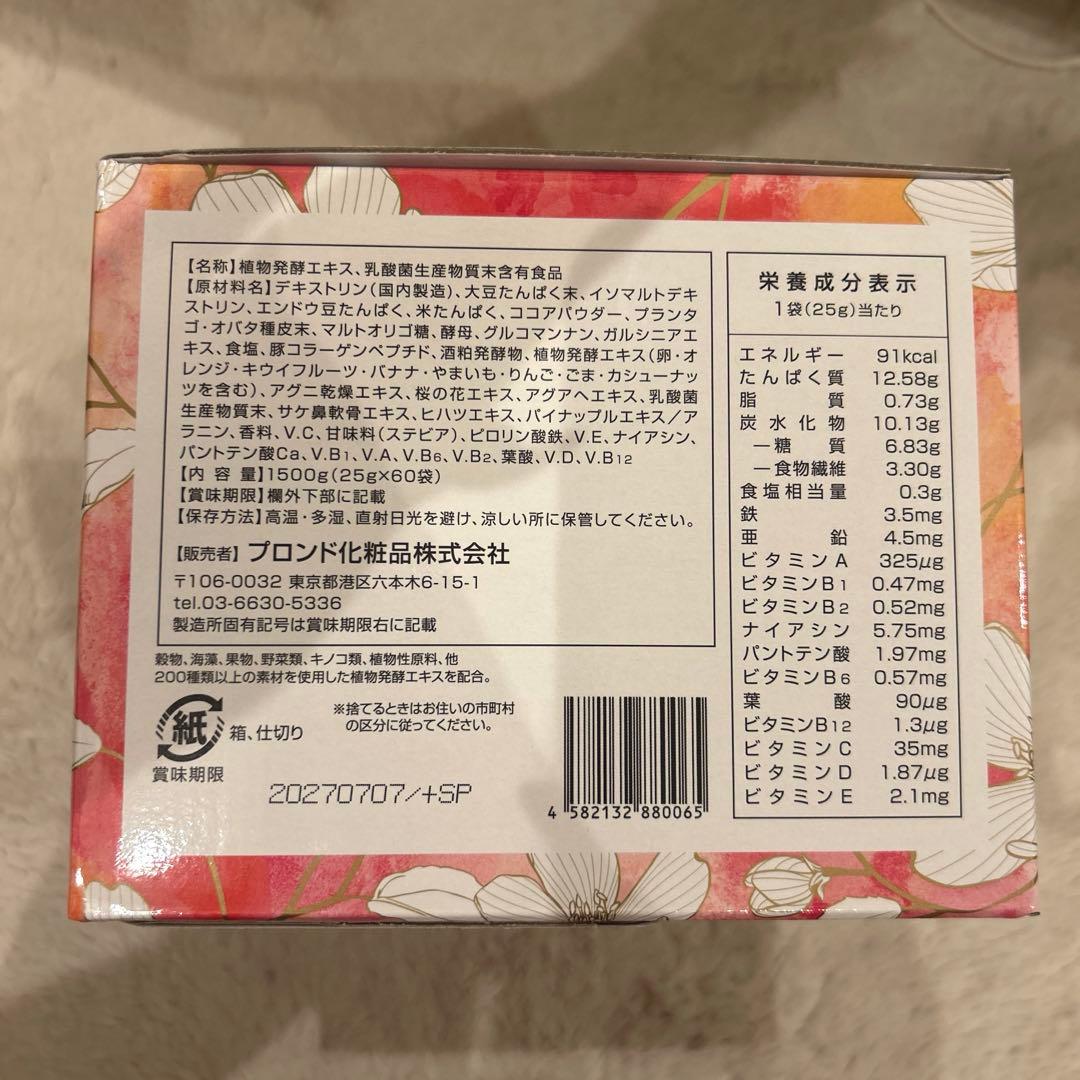 【名称】植物発酵エキス、乳酸菌生産物質末含有食品
【原材料名】デキストリン(国内製造)、大豆たんぱく末、イソマルトデキ
ストリン、エンドウ豆たんぱく、米たんぱく、ココアパウダー、プランタ
ゴ・オバタ種皮末、マルトオリゴ糖、酵母、グルコマンナン、ガルシニアエ
キス、食塩、豚コラーゲンペプチド、酒粕発酵物、植物発酵エキス(卵・オ
レンジ・キウイフルーツ・バナナ・やまいも・りんご・ごま・カシューナッ
ツを含む)、アグニ乾燥エキス、桜の花エキス、アグアヘエキス、乳酸菌
生産物質末、サケ鼻軟骨エキス、ヒハツエキス、パイナップルエキス/ア
ラニン、香料、V.C、甘味料(ステビア)、ピロリン酸鉄、V.E、ナイアシン、
パントテン酸Ca、V.B1、V.A、V.B6、V.B2、葉酸、V.D、V.B12
【内容量】1500g(25g×60袋)
【賞味期限】欄外下部に記載
【保存方法】高温・多湿、直射日光を避け、涼しい所に保管してください。
【販売者】ブロンド化粧品株式会社
〒106-0032 東京都港区六本木6-15-1
tel.03-6630-5336
製造所固有記号は賞味期限右に記載
穀物、海藻、果物、野菜類、キノコ類、植物性原料、他
200種類以上の素材を使用した植物発酵エキスを配合。
紙
箱、仕切り
※捨てるときはお住いの市町村
の区分に従ってください。
賞味期限
20270707/+SP
4 582132 880065
栄養成分表示
1袋(25g)当たり
エネルギー 91kcal
たんぱく質 12.58g
脂質 0.73g
炭水化物 10.13g
―糖質 6.83g
―食物繊維 3.30g
食塩相当量 0.3g
鉄 3.5mg
亜鉛 4.5mg
ビタミンA 325μg
ビタミンB1 0.47mg
ビタミンB2 0.52mg
ナイアシン 5.75mg
パントテン酸 1.97mg
ビタミンB6 0.57mg
葉酸 90μg
ビタミンB12 1.3μg
ビタミンC 35mg
ビタミンD 1.87μg
ビタミンE 2.1mg